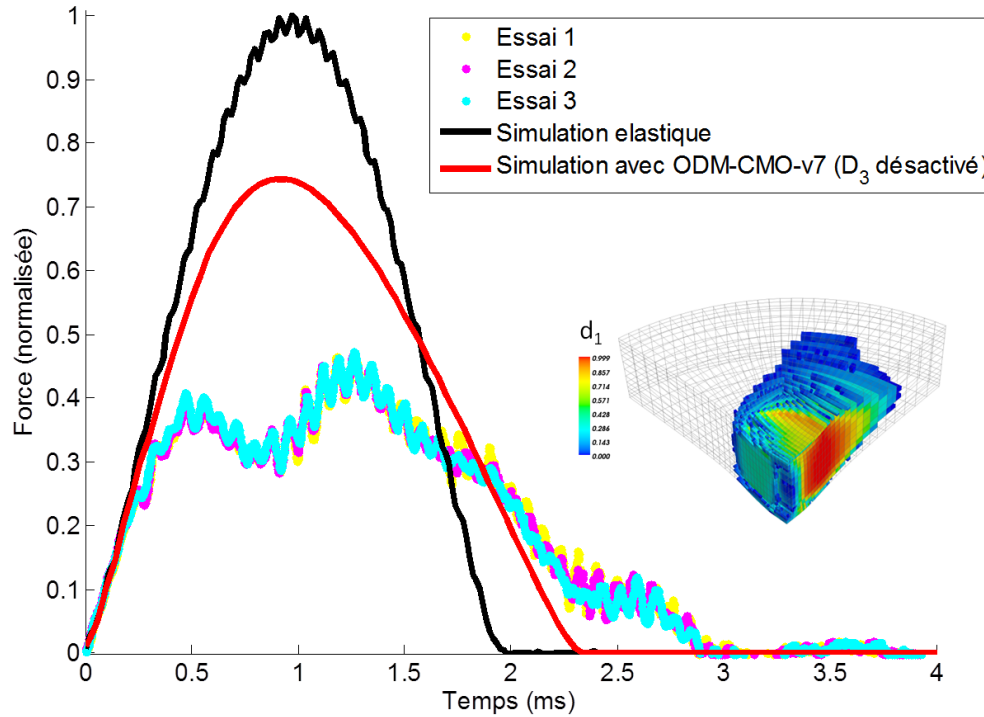 1
0.9
0.8
0.7
0.6
0.5
0.4
0.3
0.2
0.1
0
Force (normalisée)
Essai 1
Essai 2
Essai 3
Simulation elastique
Simulation avec ODM-CMO-v7 (D₃ désactivé)
d₁
0.999
0.857
0.714
0.571
0.428
0.286
0.143
0.000
0 0.5 1 1.5 2 2.5 3 3.5 4
Temps (ms)